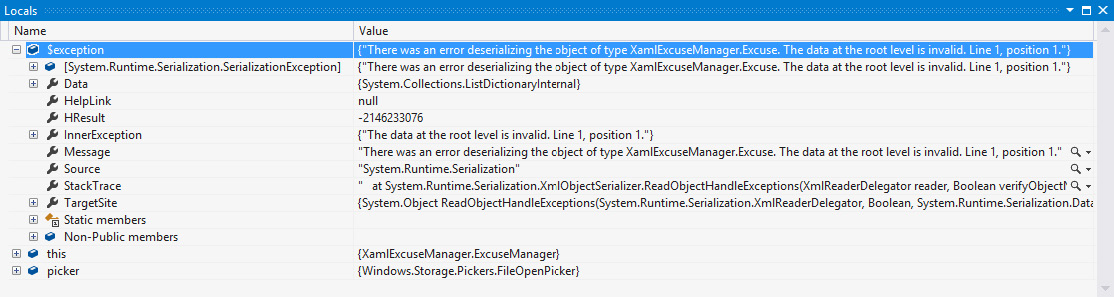 Locals
Name Value
$exception {"There was an error deserializing the object of type XamlExcuseManager.Excuse. The data at the root level is invalid. Line 1, position 1."}
[System.Runtime.Serialization.SerializationException] {"There was an error deserializing the object of type XamlExcuseManager.Excuse. The data at the root level is invalid. Line 1, position 1."}
Data {System.Collections.ListDictionaryInternal}
HelpLink null
HResult -2146233076
InnerException {"The data at the root level is invalid. Line 1, position 1."}
Message "There was an error deserializing the object of type XamlExcuseManager.Excuse. The data at the root level is invalid. Line 1, position 1."
Source "System.Runtime.Serialization"
StackTrace " at System.Runtime.Serialization.XmlObjectSerializer.ReadObjectHandleExceptions(XmlReaderDelegator reader, Boolean verifyObjectN
TargetSite {System.Object ReadObjectHandleExceptions(System.Runtime.Serialization.XmlReaderDelegator, Boolean, System.Runtime.Serialization.Data
Static members
Non-Public members
this {XamlExcuseManager.ExcuseManager}
picker {Windows.Storage.Pickers.FileOpenPicker}